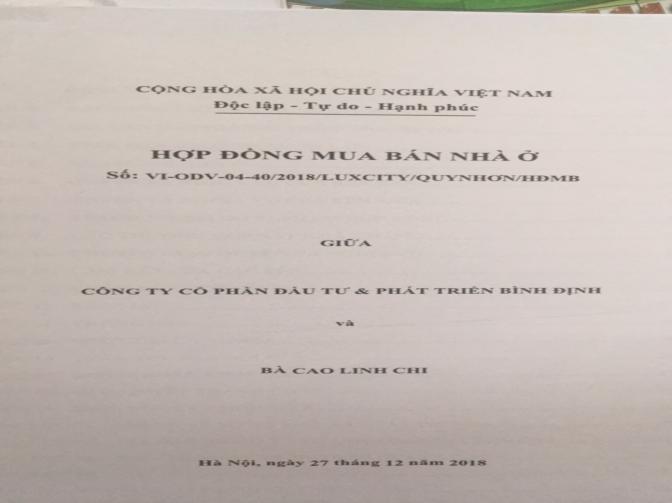 CỘNG HÒA XÃ HỘI CHỦ NGHĨA VIỆT NAM
Độc lập - Tự do - Hạnh phúc
HỢP ĐỒNG MUA BÁN NHÀ Ở
Số: VI-ODV-04-40/2018/LUXCITY/QUYNHƠN/HĐMB
GIỮA
CÔNG TY CỔ PHẦN ĐẦU TƯ & PHÁT TRIỂN BÌNH ĐỊNH
và
BÀ CAO LINH CHI
Hà Nội, ngày 27 tháng 12 năm 2018